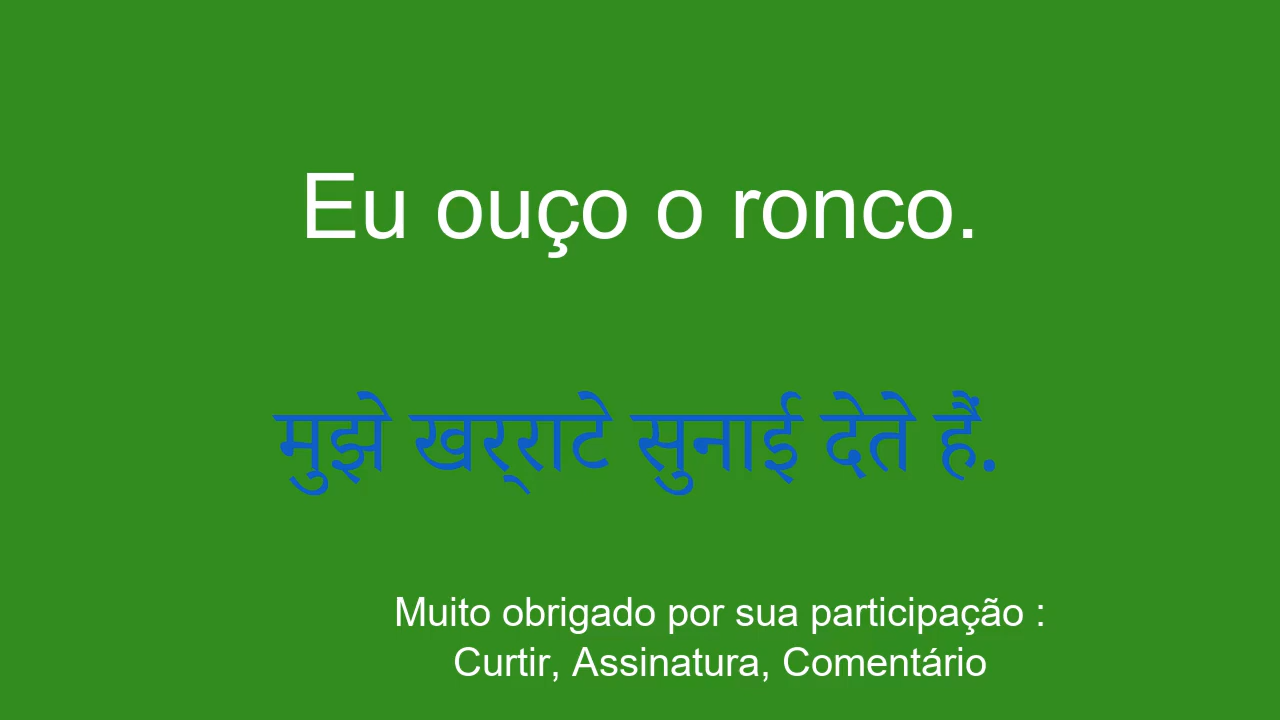 Eu ouço o ronco.
मुझे खर्‌राटे सुनाई देते हैं.
Muito obrigado por sua participação :
Curtir, Assinatura, Comentário